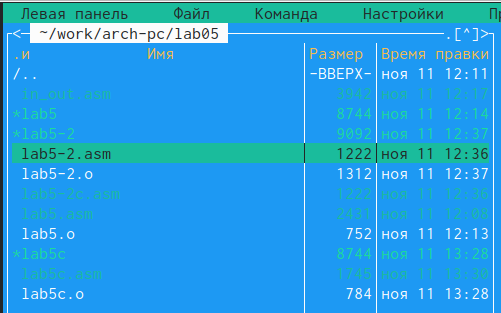 Левая панель Файл Команда Настройки
<─ ~/work/arch-pc/lab05 .[^]>
.и Имя Размер Время правки
/.. -ВВЕРХ- ноя 11 12:11
in_out.asm 3942 ноя 11 12:17
*lab5 8744 ноя 11 12:14
*lab5-2 9092 ноя 11 12:37
lab5-2.asm 1222 ноя 11 12:36
lab5-2.o 1312 ноя 11 12:37
lab5-2c.asm 1222 ноя 11 12:36
lab5.asm 2431 ноя 11 12:08
lab5.o 752 ноя 11 12:13
*lab5c 8744 ноя 11 13:28
lab5c.asm 1745 ноя 11 13:30
lab5c.o 784 ноя 11 13:28